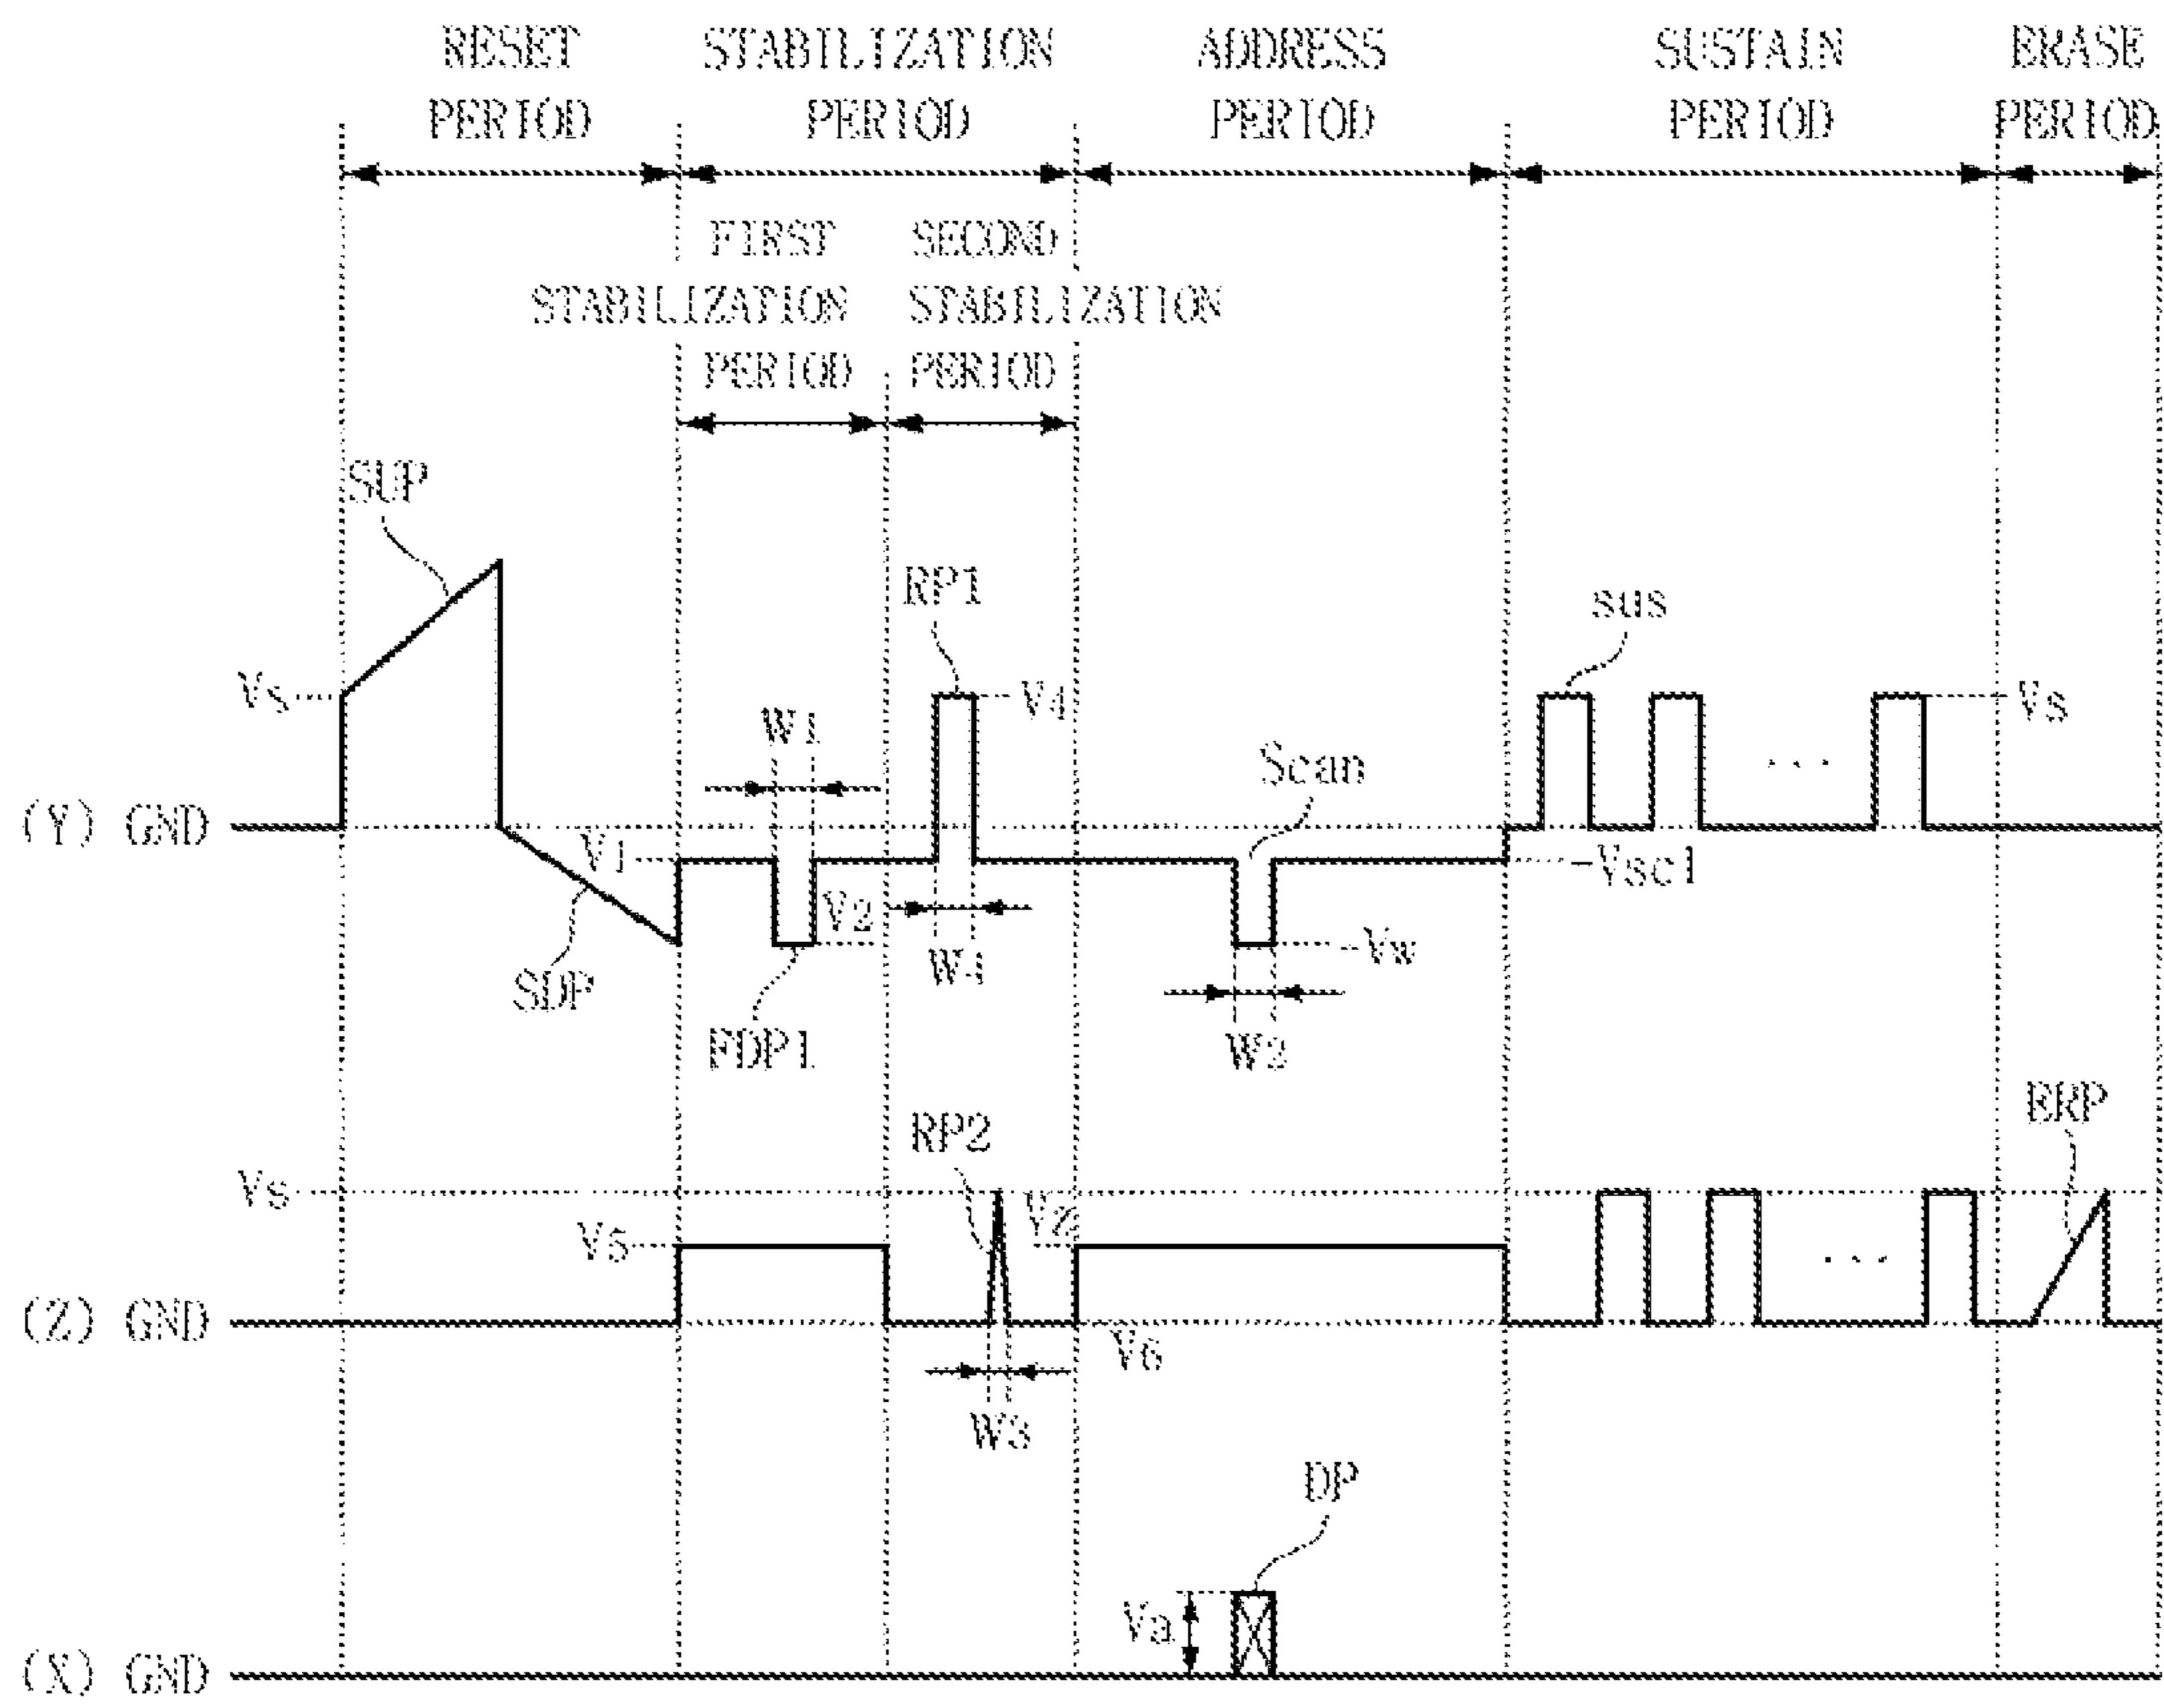 RESET PERIOD
STABILIZATION PERIOD
ADDRESS PERIOD
SUSTAIN PERIOD
ERASE PERIOD
FIRST STABILIZATION PERIOD
SECOND STABILIZATION PERIOD
SUP
RP1
sus
Vs
V4
Vs
W1
Scan
...
(Y) GND
V1
-Vsc1
V2
-Vw
W4
SDP
FDP1
W2
ERP
RP2
Vs
Vz
V5
...
(Z) GND
V6
W3
DP
Va
(X) GND